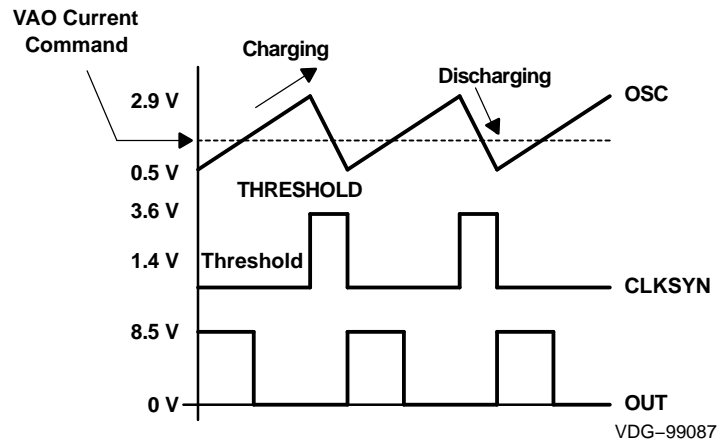 VAO Current
Command
Charging
Discharging
OSC
2.9 V
0.5 V
THRESHOLD
3.6 V
1.4 V
Threshold
CLKSYN
8.5 V
0 V
OUT
VDG–99087